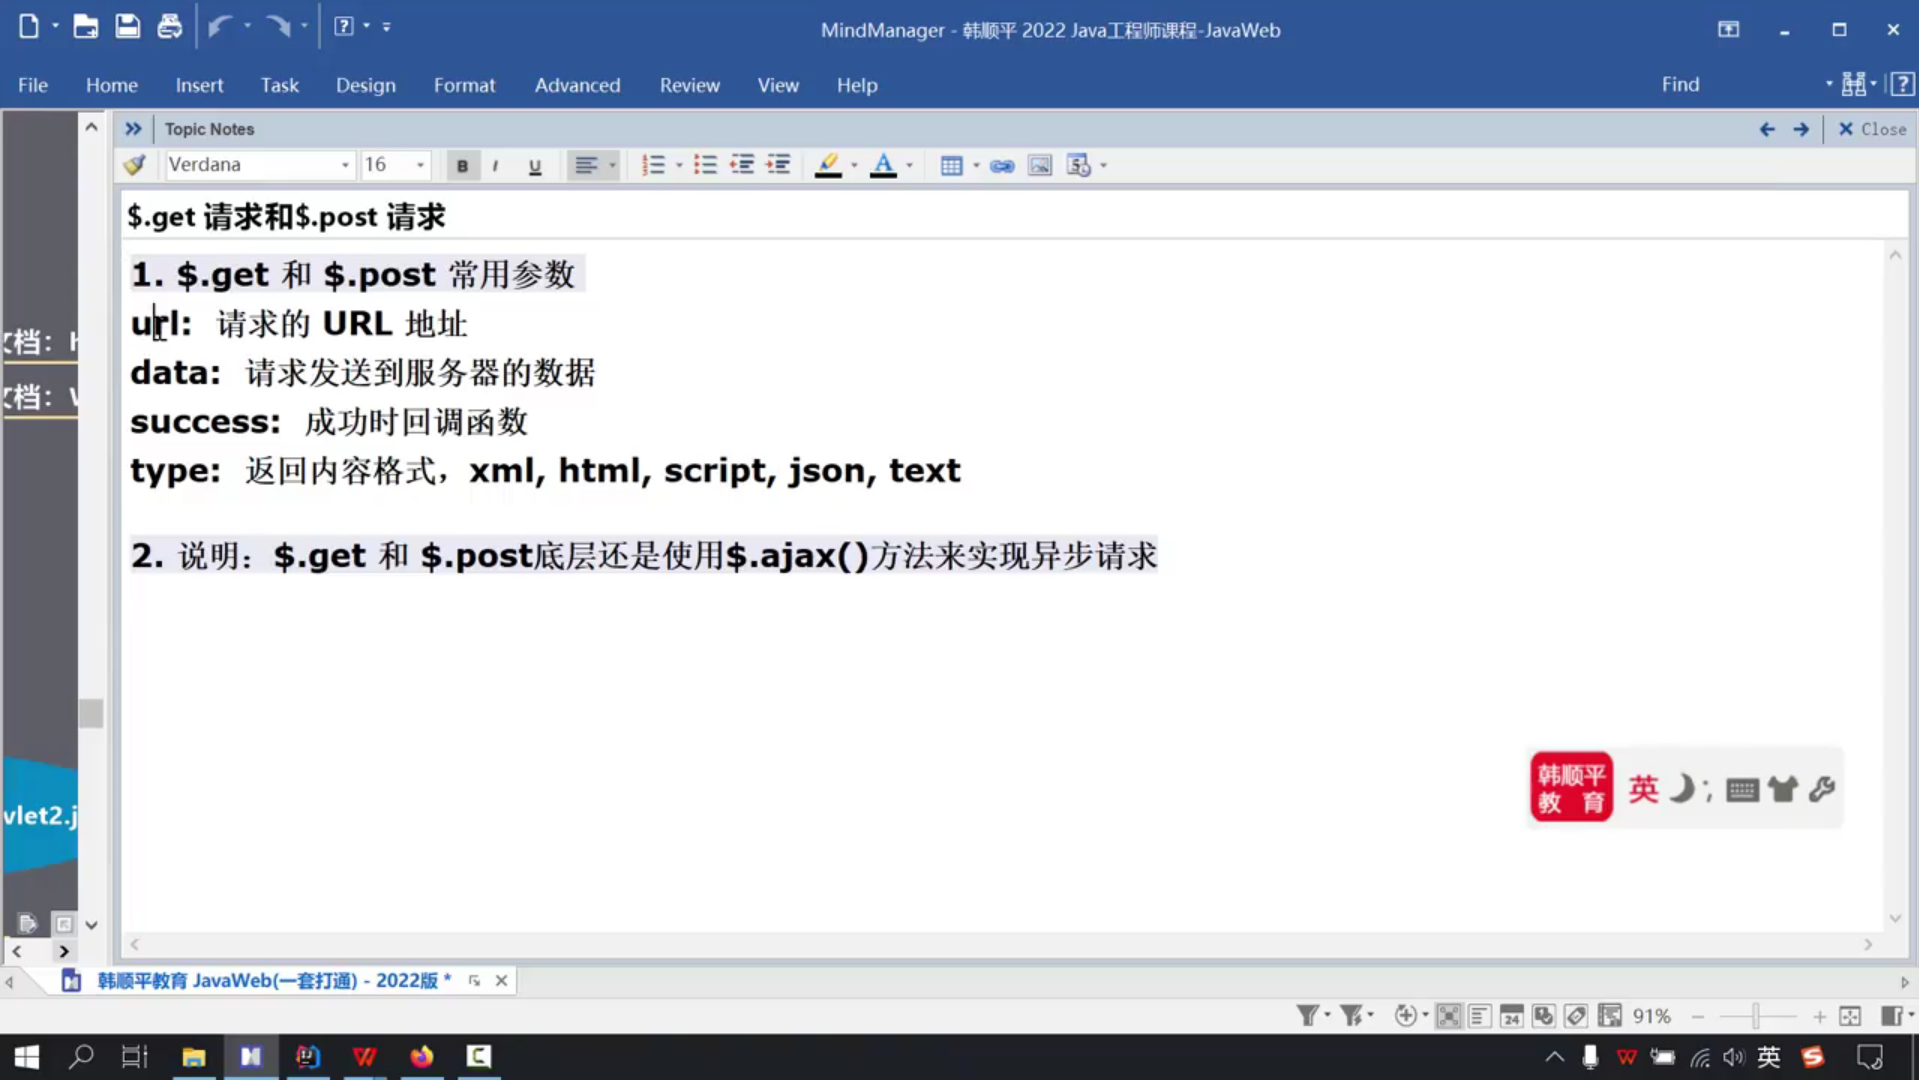 MindManager - 韩顺平 2022 Java工程师课程-JavaWeb
File Home Insert Task Design Format Advanced Review View Help Find
Topic Notes Close
Verdana 16 B I U A
$.get 请求和$.post 请求
1. $.get 和 $.post 常用参数
url: 请求的 URL 地址
data: 请求发送到服务器的数据
success: 成功时回调函数
type: 返回内容格式，xml, html, script, json, text
2. 说明：$.get 和 $.post底层还是使用$.ajax()方法来实现异步请求
文档：
文档：
vlet2.j
韩顺平
教 育
英
韩顺平教育 JavaWeb(一套打通) - 2022版 *
24 91%
英